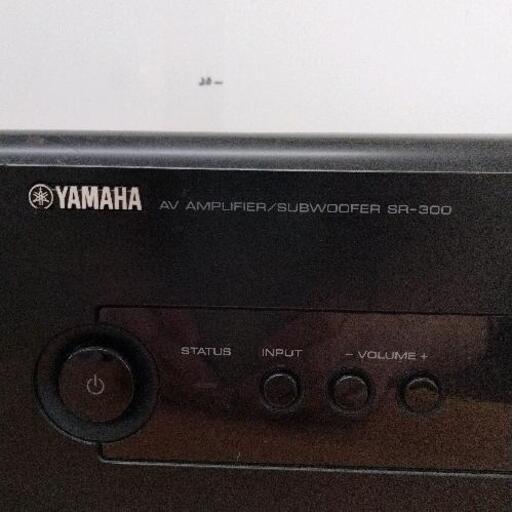 YAMAHA AV AMPLIFIER/SUBWOOFER SR-300
STATUS INPUT - VOLUME +